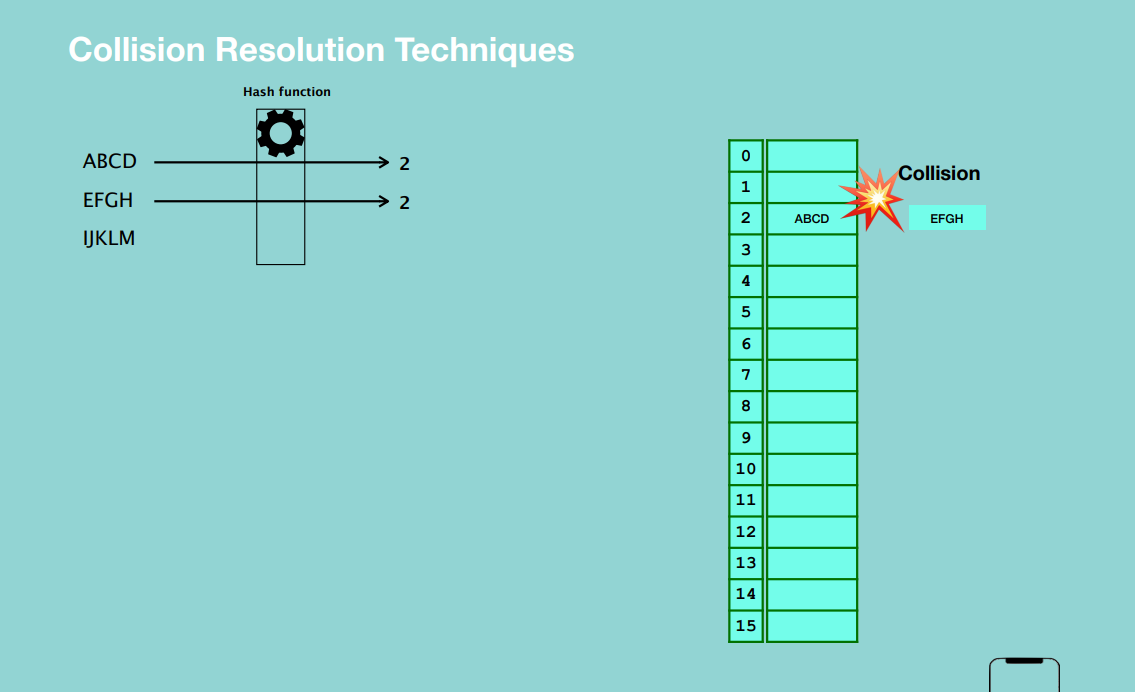 Collision Resolution Techniques
Hash function
ABCD 2
EFGH 2
IJKLM
Collision
0
1
2 ABCD EFGH
3
4
5
6
7
8
9
10
11
12
13
14
15